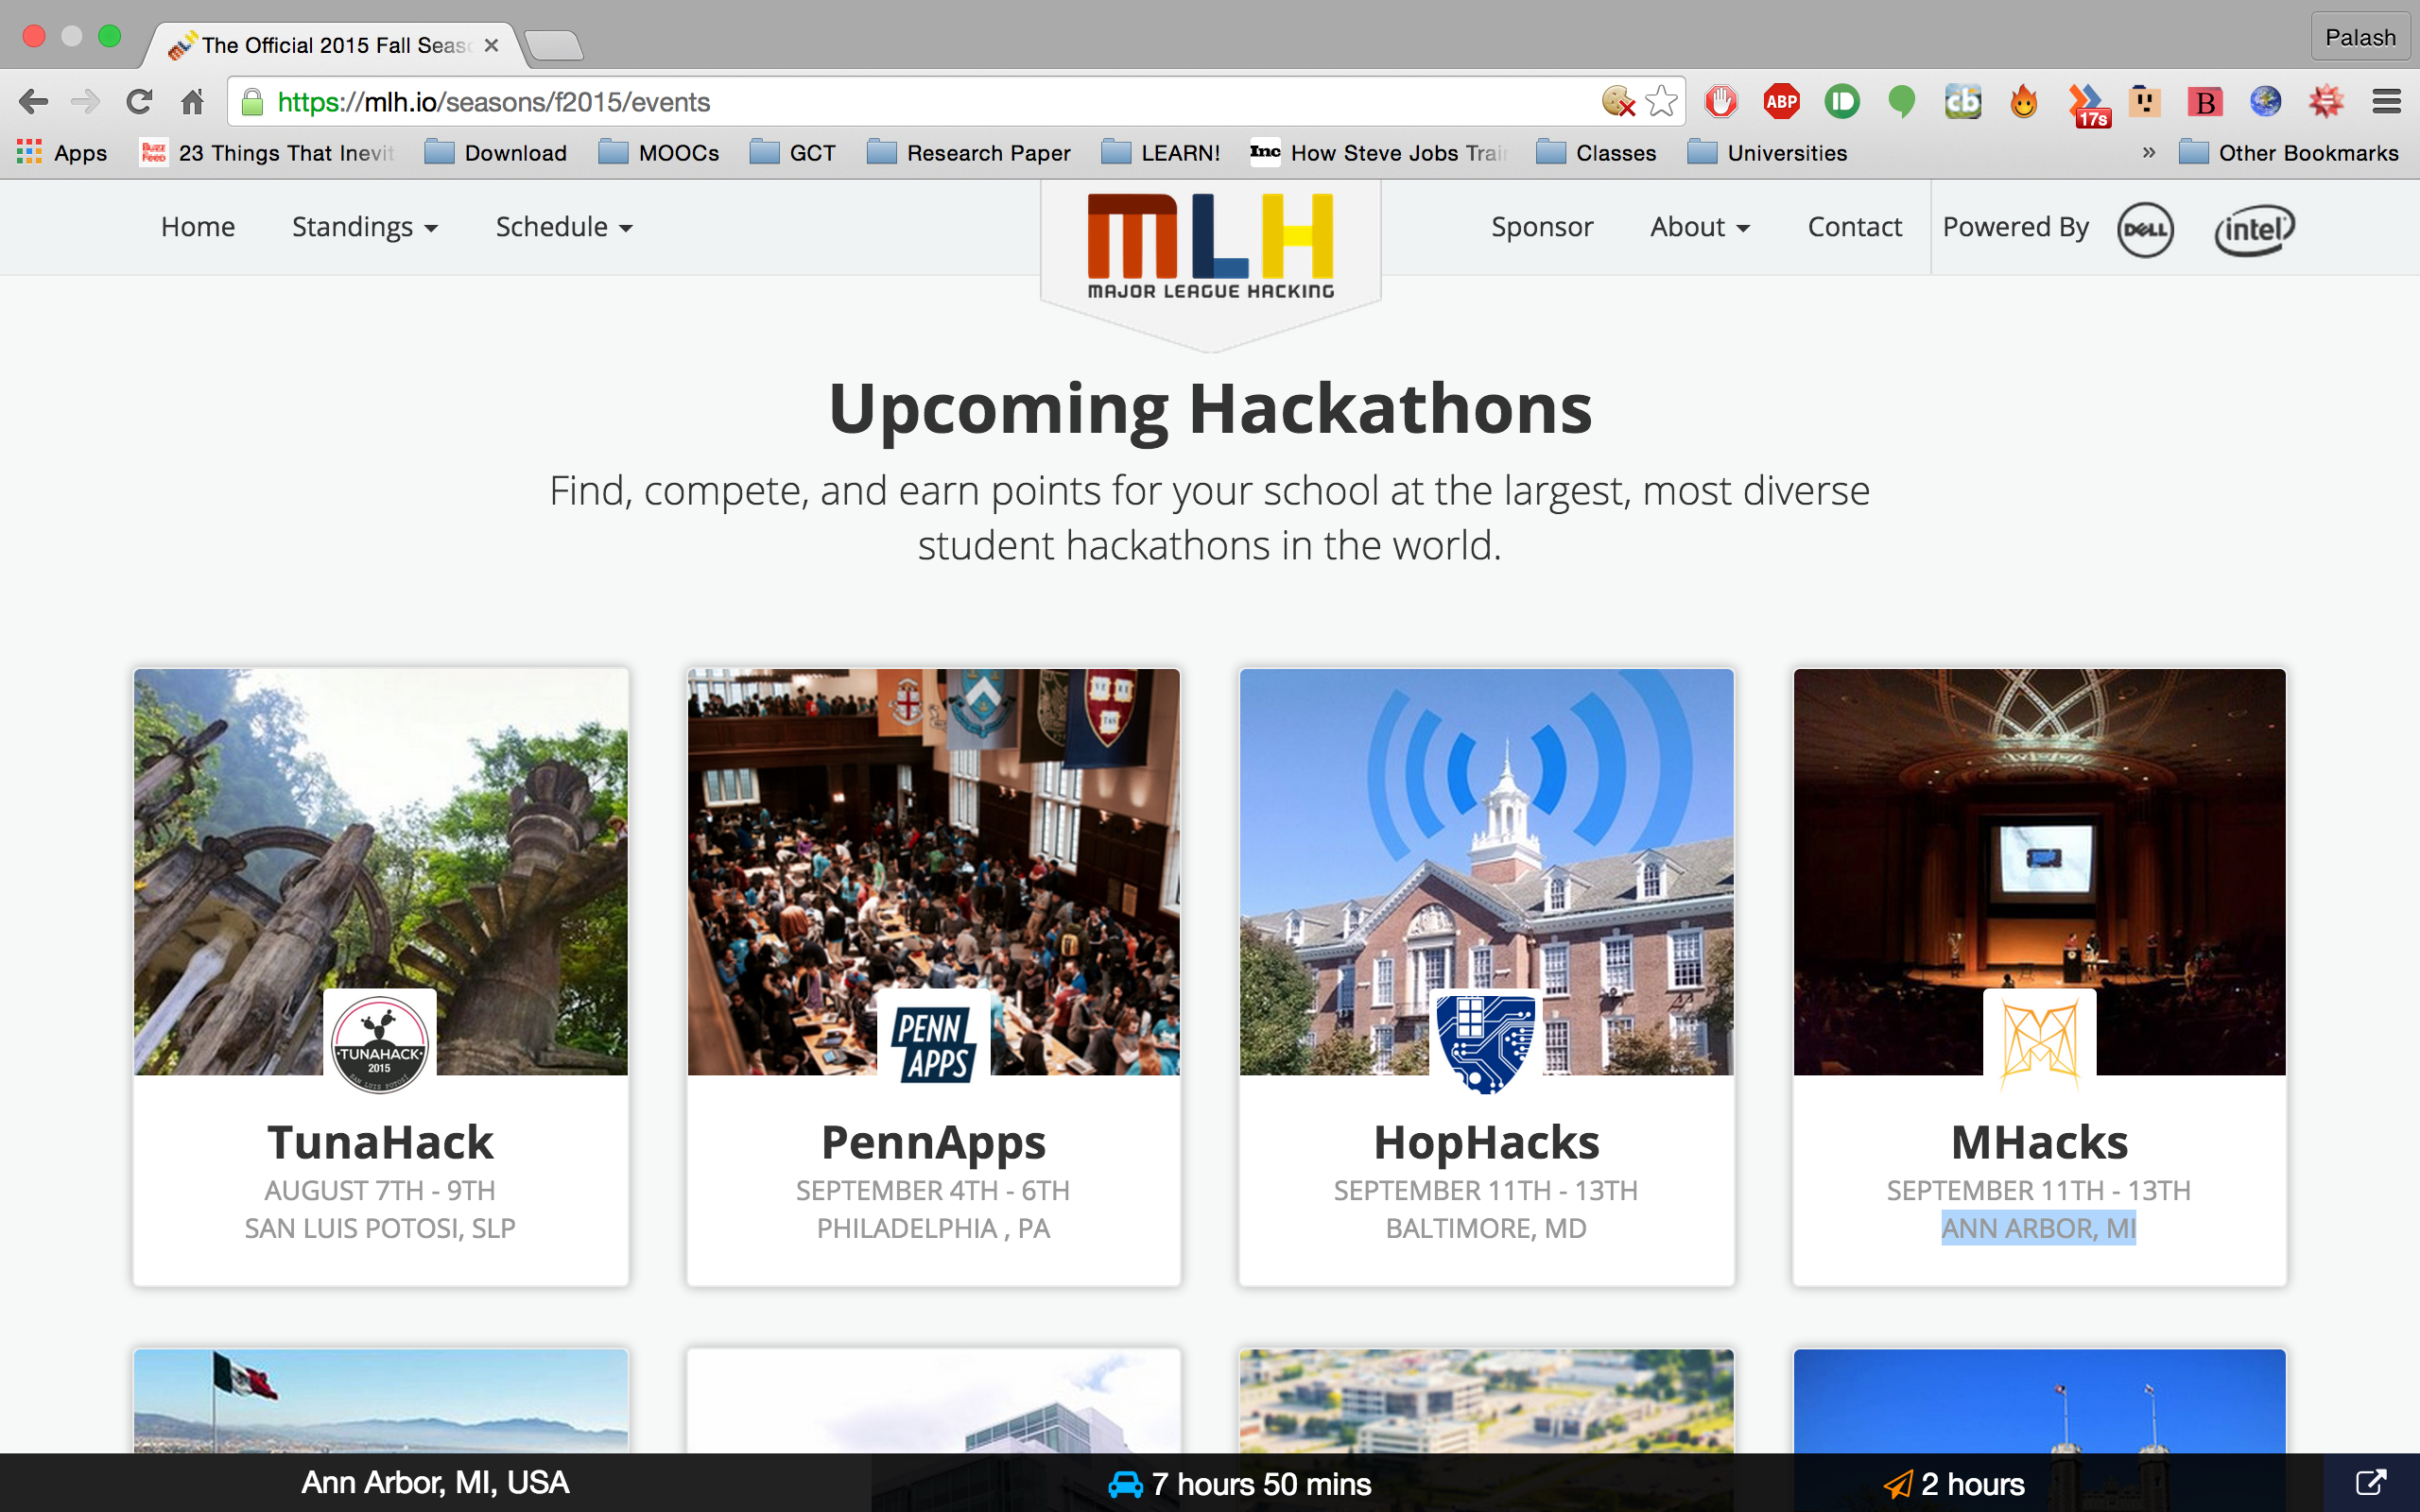 The Official 2015 Fall Seas
Palash
https://mlh.io/seasons/f2015/events
ABP
cb
17s
B
Apps
Buzz
Feed
23 Things That Inevit
Download
MOOCs
GCT
Research Paper
LEARN!
Inc
How Steve Jobs Trai
Classes
Universities
»
Other Bookmarks
Home
Standings
Schedule
MLH
MAJOR LEAGUE HACKING
Sponsor
About
Contact
Powered By
DELL
intel
Upcoming Hackathons
Find, compete, and earn points for your school at the largest, most diverse
student hackathons in the world.
TUNAHACK
2015
SAN LUIS POTOSI
PENN
APPS
TunaHack
AUGUST 7TH - 9TH
SAN LUIS POTOSI, SLP
PennApps
SEPTEMBER 4TH - 6TH
PHILADELPHIA , PA
HopHacks
SEPTEMBER 11TH - 13TH
BALTIMORE, MD
MHacks
SEPTEMBER 11TH - 13TH
ANN ARBOR, MI
Ann Arbor, MI, USA
7 hours 50 mins
2 hours